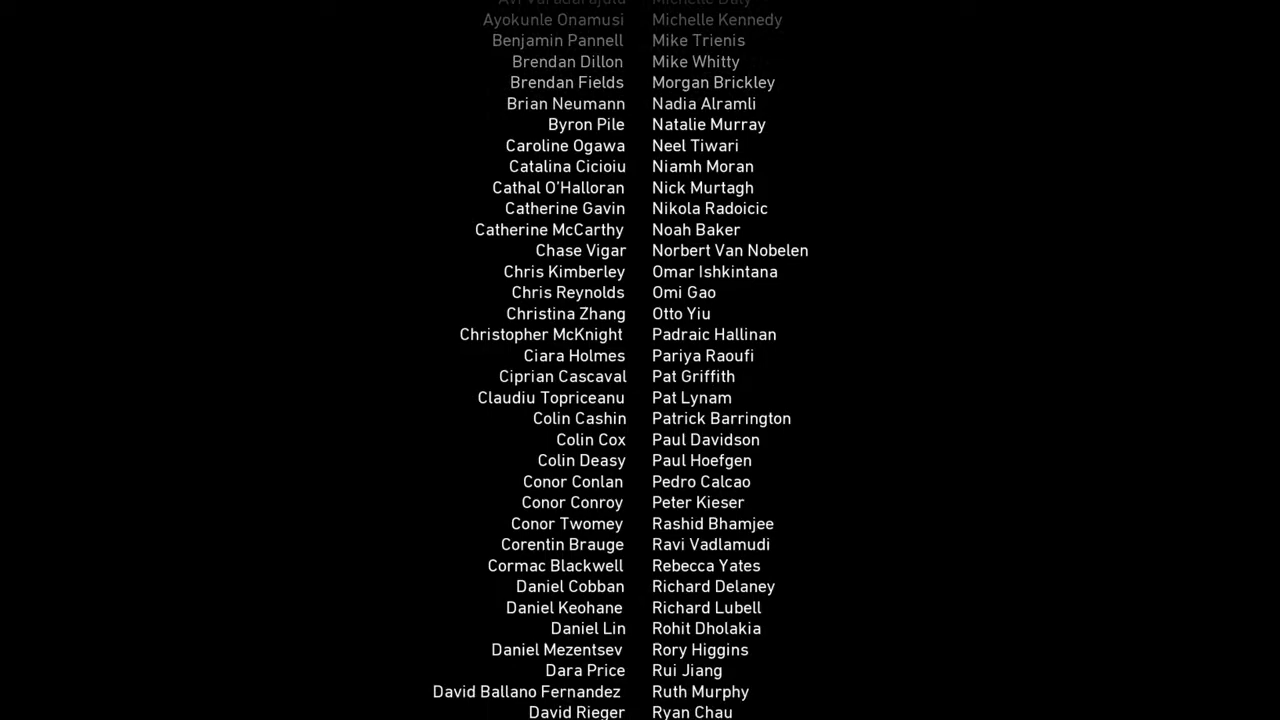 Avi Varadarajulu Michelle Daly
Ayokunle Onamusi Michelle Kennedy
Benjamin Pannell Mike Trienis
Brendan Dillon Mike Whitty
Brendan Fields Morgan Brickley
Brian Neumann Nadia Alramli
Byron Pile Natalie Murray
Caroline Ogawa Neel Tiwari
Catalina Cicioiu Niamh Moran
Cathal O'Halloran Nick Murtagh
Catherine Gavin Nikola Radoicic
Catherine McCarthy Noah Baker
Chase Vigar Norbert Van Nobelen
Chris Kimberley Omar Ishkintana
Chris Reynolds Omi Gao
Christina Zhang Otto Yiu
Christopher McKnight Padraic Hallinan
Ciara Holmes Pariya Raoufi
Ciprian Cascaval Pat Griffith
Claudiu Topriceanu Pat Lynam
Colin Cashin Patrick Barrington
Colin Cox Paul Davidson
Colin Deasy Paul Hoefgen
Conor Conlan Pedro Calcao
Conor Conroy Peter Kieser
Conor Twomey Rashid Bhamjee
Corentin Brauge Ravi Vadlamudi
Cormac Blackwell Rebecca Yates
Daniel Cobban Richard Delaney
Daniel Keohane Richard Lubell
Daniel Lin Rohit Dholakia
Daniel Mezentsev Rory Higgins
Dara Price Rui Jiang
David Ballano Fernandez Ruth Murphy
David Rieger Ryan Chau